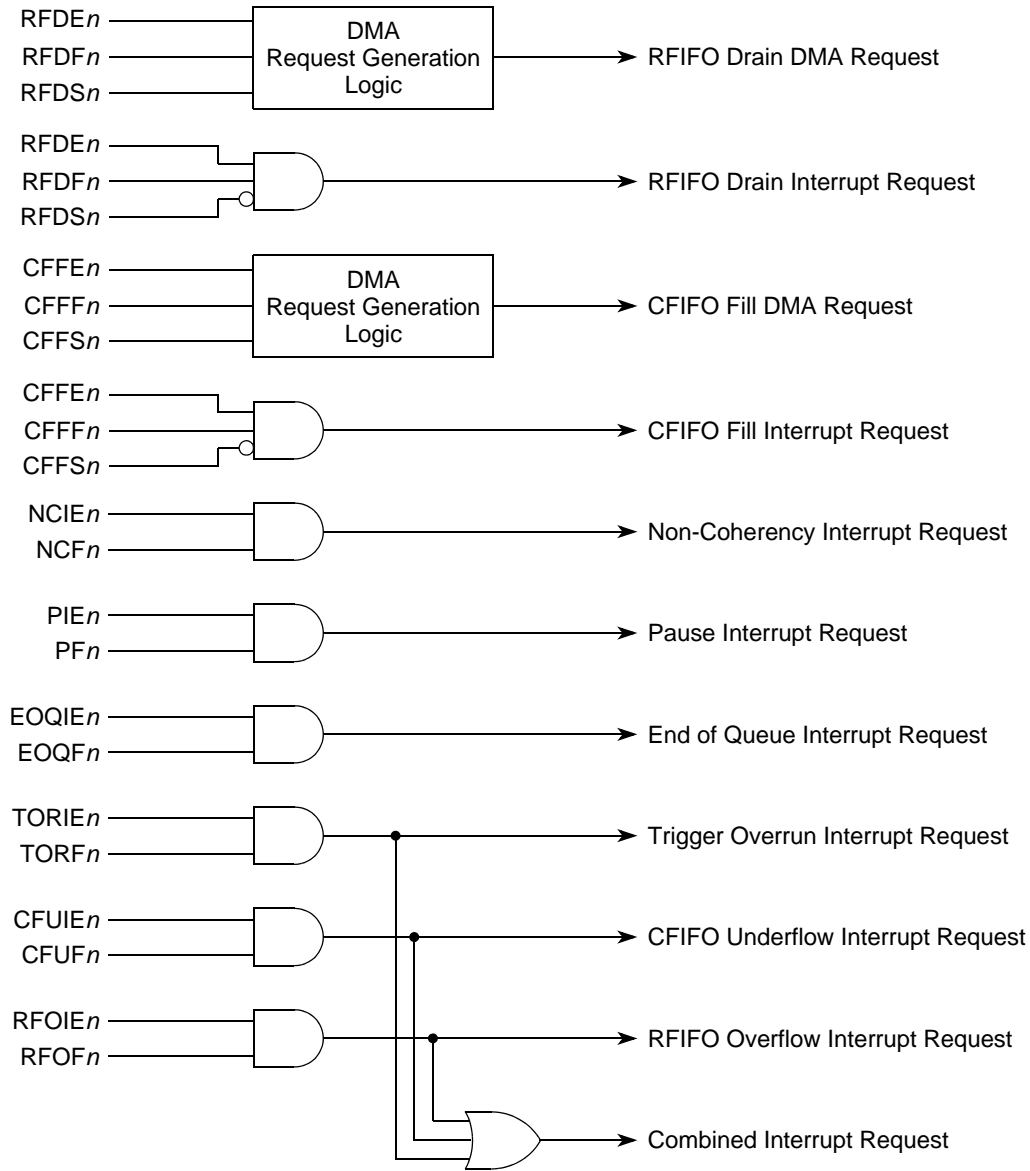 RFDEn
RFDFn
RFDSn
DMA
Request Generation
Logic
RFIFO Drain DMA Request
RFDEn
RFDFn
RFDSn
RFIFO Drain Interrupt Request
CFFEn
CFFFn
CFFSn
DMA
Request Generation
Logic
CFIFO Fill DMA Request
CFFEn
CFFFn
CFFSn
CFIFO Fill Interrupt Request
NCIEn
NCFn
Non-Coherency Interrupt Request
PIEn
PFn
Pause Interrupt Request
EOQIEn
EOQFn
End of Queue Interrupt Request
TORIEn
TORFn
Trigger Overrun Interrupt Request
CFUIEn
CFUFn
CFIFO Underflow Interrupt Request
RFOIEn
RFOFn
RFIFO Overflow Interrupt Request
Combined Interrupt Request